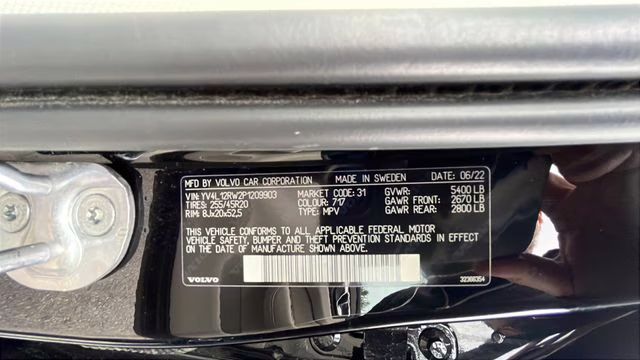 MFD BY VOLVO CAR CORPORATION MADE IN SWEDEN DATE: 06/22
VIN: YV4L12RW2P1209903 MARKET CODE: 31 GVWR: 5400 LB
TIRES: 255/45R20 COLOUR: 717 GAWR FRONT: 2670 LB
RIM: 8Jx20x52,5 TYPE: MPV GAWR REAR: 2800 LB
THIS VEHICLE CONFORMS TO ALL APPLICABLE FEDERAL MOTOR
VEHICLE SAFETY, BUMPER AND THEFT PREVENTION STANDARDS IN EFFECT
ON THE DATE OF MANUFACTURE SHOWN ABOVE.
VOLVO 32366354